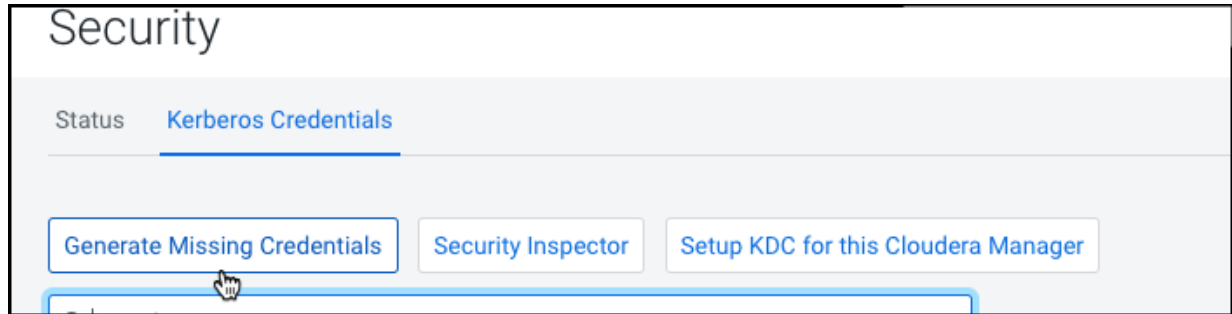 Security
Status Kerberos Credentials
Generate Missing Credentials Security Inspector Setup KDC for this Cloudera Manager